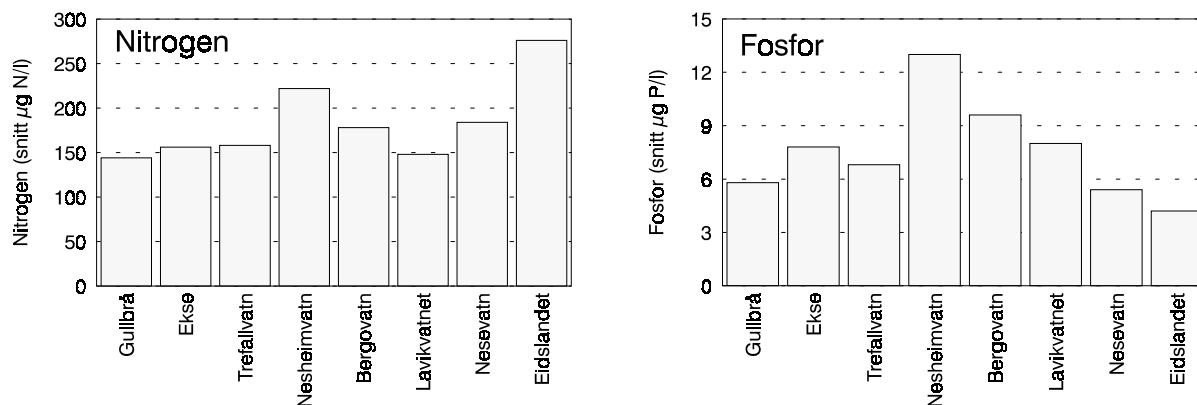 Nitrogen
Nitrogen (snitt µg N/l)
300
250
200
150
100
50
0
Gullbrå
Ekse
Trefallvatn
Nesheimvatn
Bergovatn
Lavikvatnet
Nesevatn
Eidslandet
Fosfor
Fosfor (snitt µg P/l)
15
12
9
6
3
0
Gullbrå
Ekse
Trefallvatn
Nesheimvatn
Bergovatn
Lavikvatnet
Nesevatn
Eidslandet